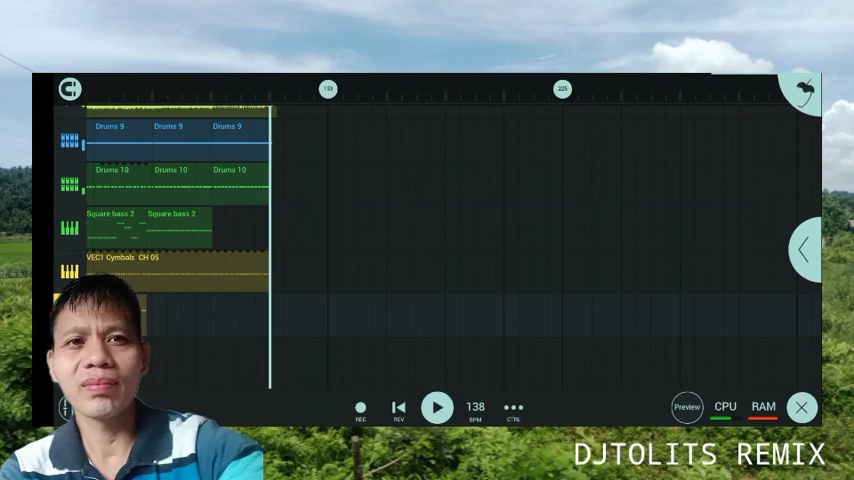 133
225
Drums 9 Drums 9 Drums 9
Drums 10 Drums 10 Drums 10
Square bass 2 Square bass 2
VEC1 Cymbals CH 05
REC
REV
138
BPM
CTRL
Preview
CPU
RAM
DJTOLITS REMIX